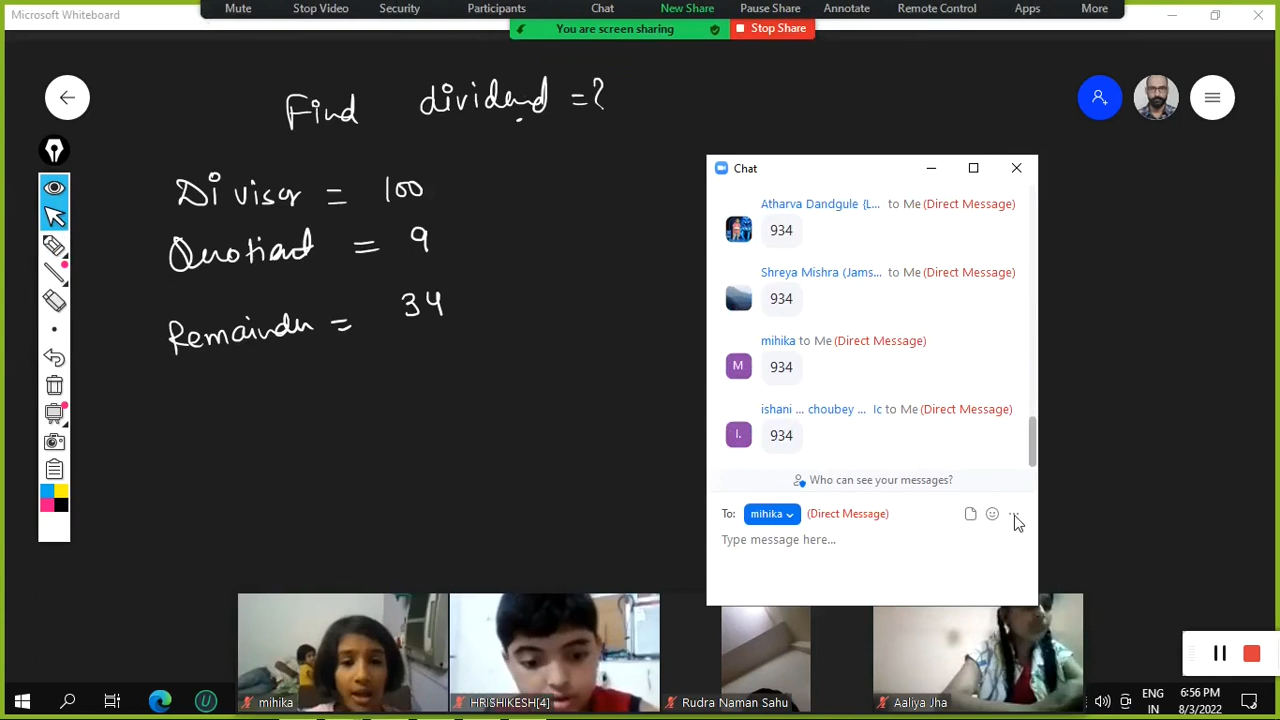 Mute Stop Video Security Participants Chat New Share Pause Share Annotate Remote Control Apps More
Microsoft Whiteboard
You are screen sharing Stop Share
Find dividend = ?
Divisor = 100
Quotient = 9
Remainder = 34
Chat
Atharva Dandgule {L... to Me (Direct Message)
934
Shreya Mishra (Jams... to Me (Direct Message)
934
mihika to Me (Direct Message)
M
934
ishani ... choubey ... Ic to Me (Direct Message)
I.
934
Who can see your messages?
To: mihika (Direct Message)
Type message here...
mihika HRISHIKESH[4] Rudra Naman Sahu Aaliya Jha
U
ENG
IN
6:56 PM
8/3/2022